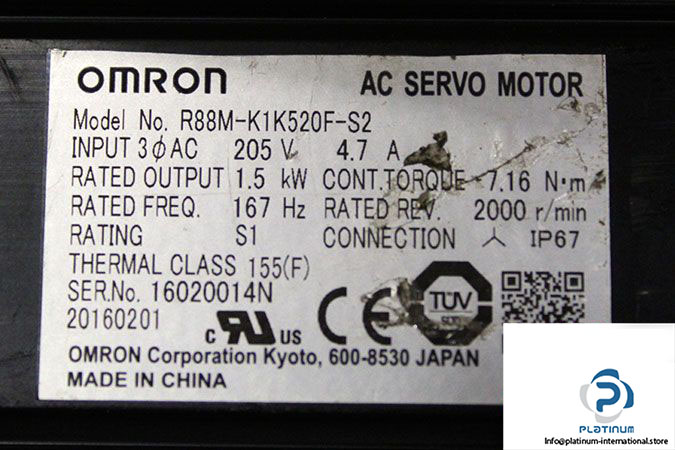 OMRON AC SERVO MOTOR
Model No. R88M-K1K520F-S2
INPUT 3ϕAC 205 V 4.7 A
RATED OUTPUT 1.5 kW CONT.TORQUE 7.16 N·m
RATED FREQ. 167 Hz RATED REV. 2000 r/min
RATING S1 CONNECTION 人 IP67
THERMAL CLASS 155(F)
SER.No. 16020014N
20160201
c RU US CE TÜV
OMRON Corporation Kyoto, 600-8530 JAPAN
MADE IN CHINA
PLATINUM
Info@platinum-international.store